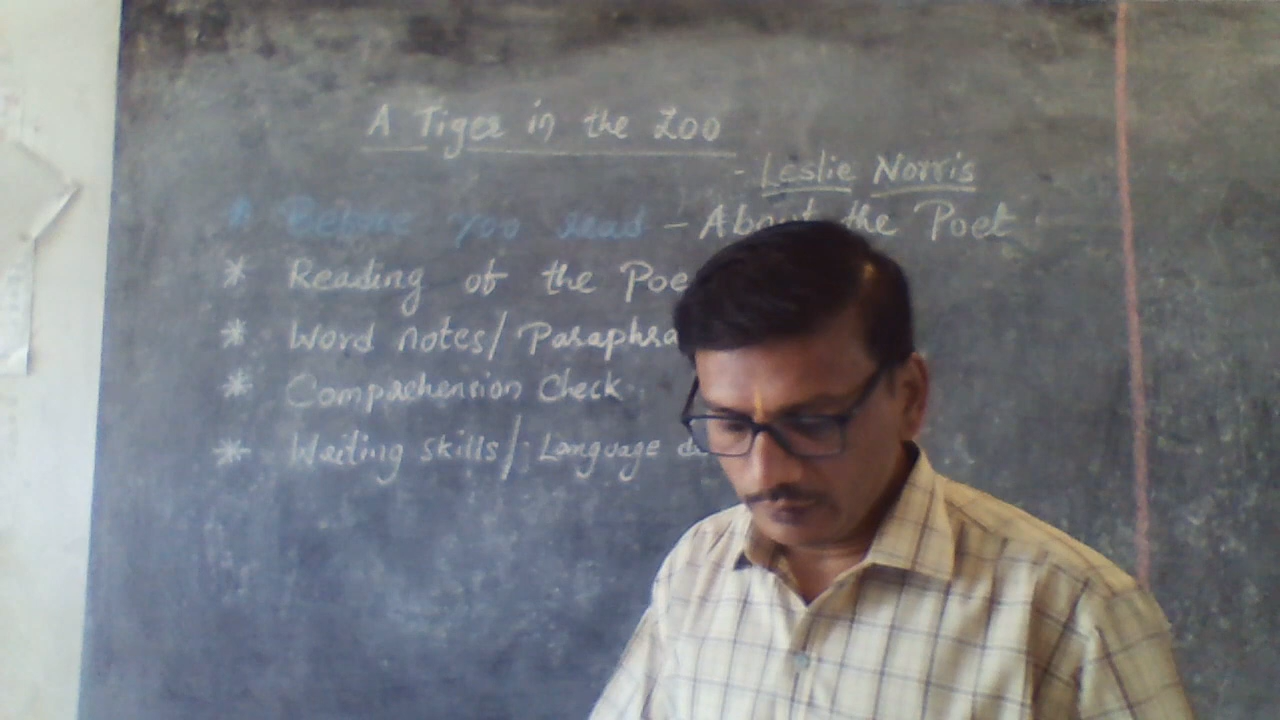 A Tiger in the Zoo
- Leslie Norris
* Before you read - About the Poet
* Reading of the Poe
* Word notes/ Paraphra
* Comprehension Check
* Writing skills/ Language